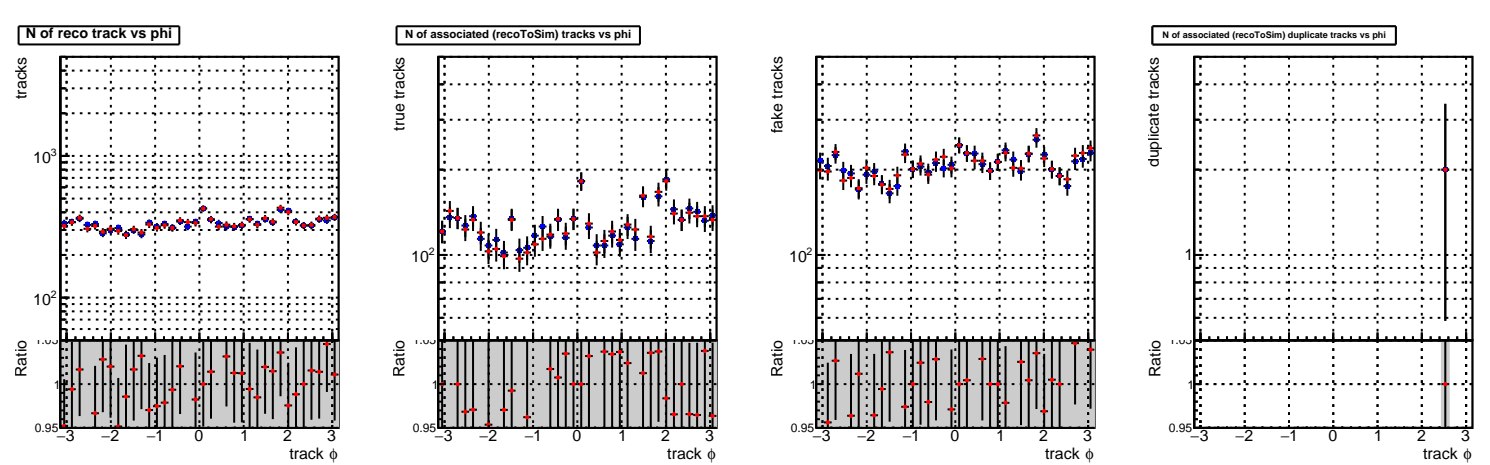 N of reco track vs phi
tracks
10³
10²
Ratio
1
0.95
−3 −2 −1 0 1 2 3
track ϕ
N of associated (recoToSim) tracks vs phi
true tracks
10²
Ratio
1
0.95
−3 −2 −1 0 1 2 3
track ϕ
fake tracks
10²
Ratio
1
0.95
−3 −2 −1 0 1 2 3
track ϕ
N of associated (recoToSim) duplicate tracks vs phi
duplicate tracks
1
Ratio
1
0.95
−3 −2 −1 0 1 2 3
track ϕ